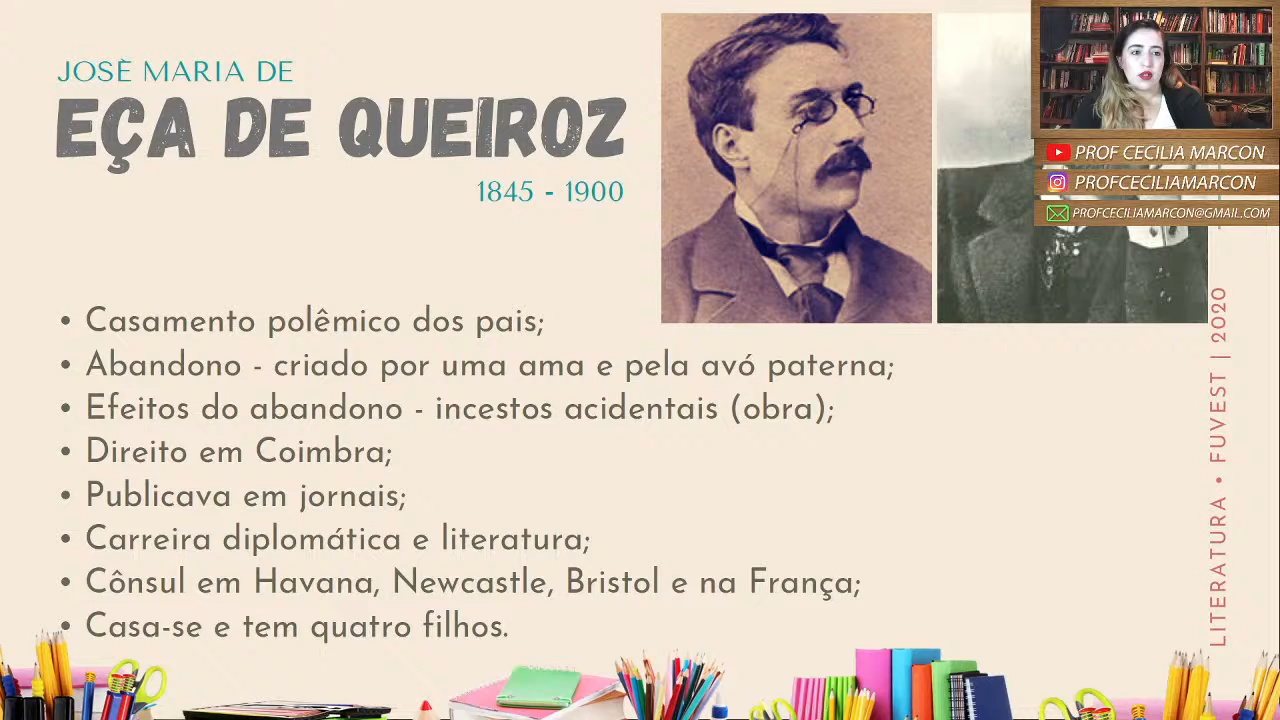 JOSÈ MARIA DE
EÇA DE QUEIROZ
1845 - 1900
PROF CECILIA MARCON
PROFCECILIAMARCON
PROFCECILIAMARCON@GMAIL.COM
• Casamento polêmico dos pais;
• Abandono - criado por uma ama e pela avó paterna;
• Efeitos do abandono - incestos acidentais (obra);
• Direito em Coimbra;
• Publicava em jornais;
• Carreira diplomática e literatura;
• Cônsul em Havana, Newcastle, Bristol e na França;
• Casa-se e tem quatro filhos.
LITERATURA • FUVEST | 2020